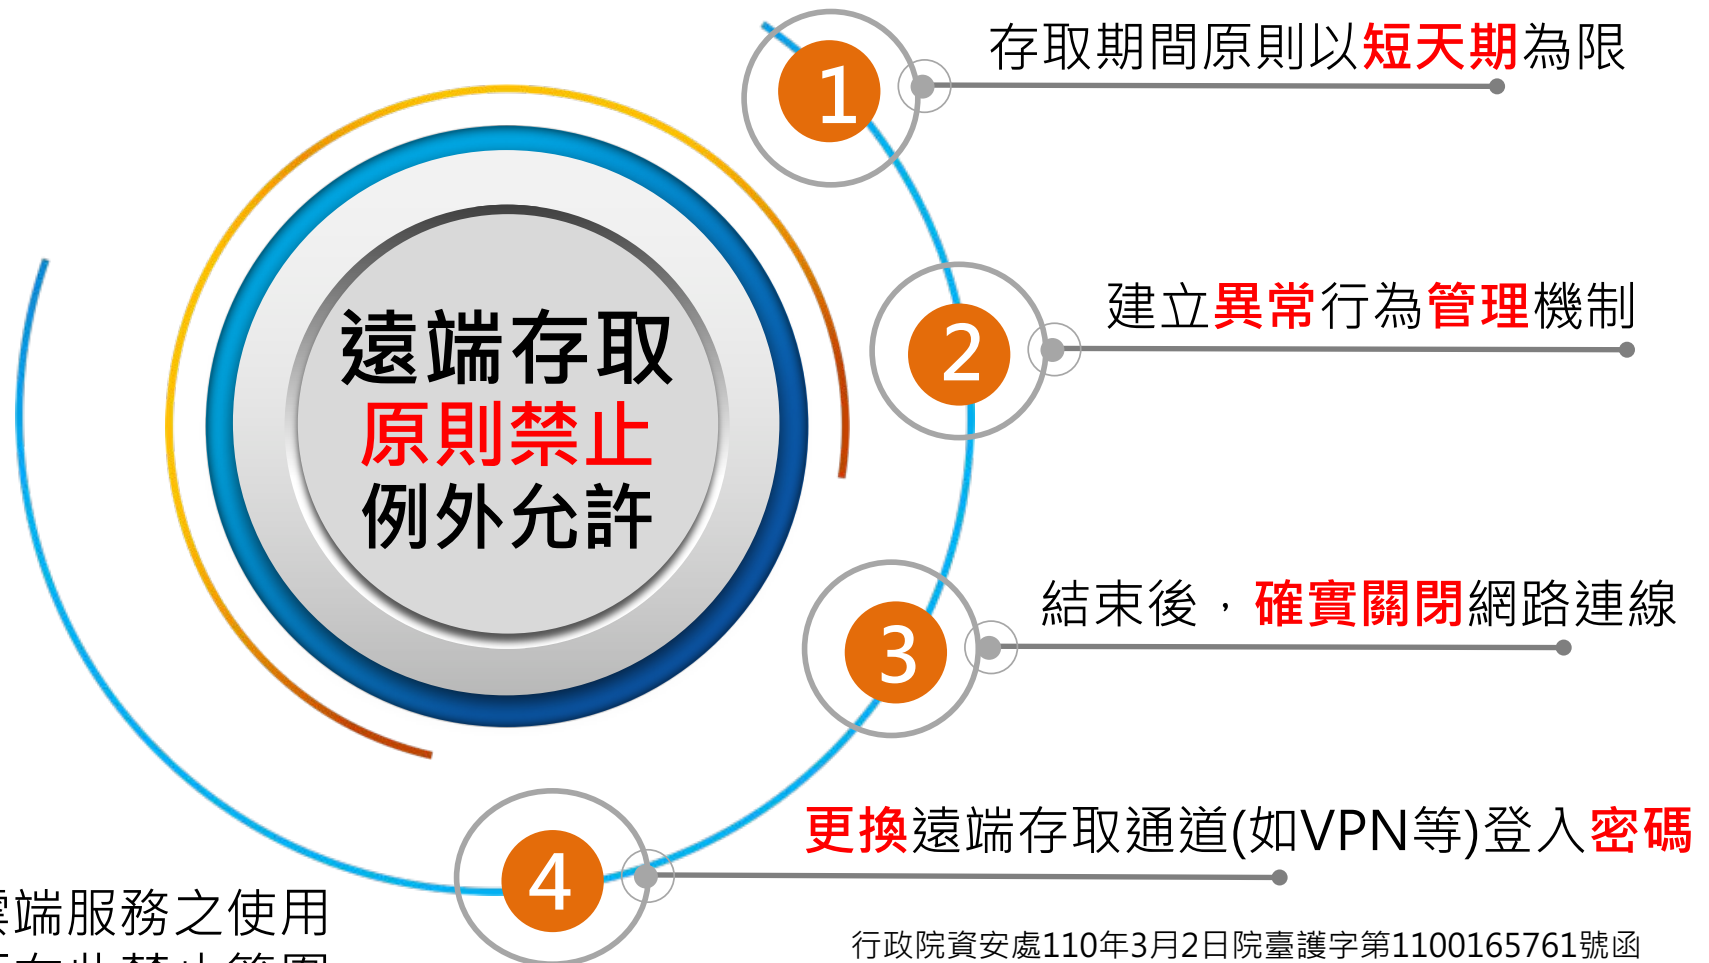 存取期間原則以短天期為限
1
建立異常行為管理機制
2
遠端存取
原則禁止
例外允許
結束後，確實關閉網路連線
3
更換遠端存取通道(如VPN等)登入密碼
4
雲端服務之使用
行政院資安處110年3月2日院臺護字第1100165761號函